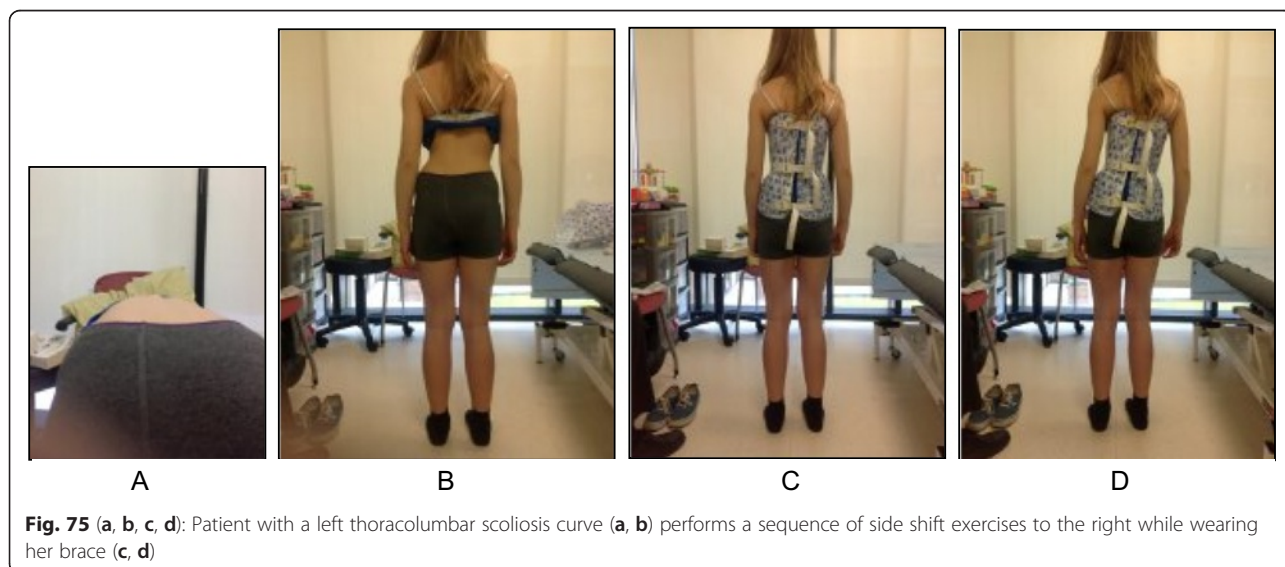 A
B
C
D
Fig. 75 (a, b, c, d): Patient with a left thoracolumbar scoliosis curve (a, b) performs a sequence of side shift exercises to the right while wearing
her brace (c, d)